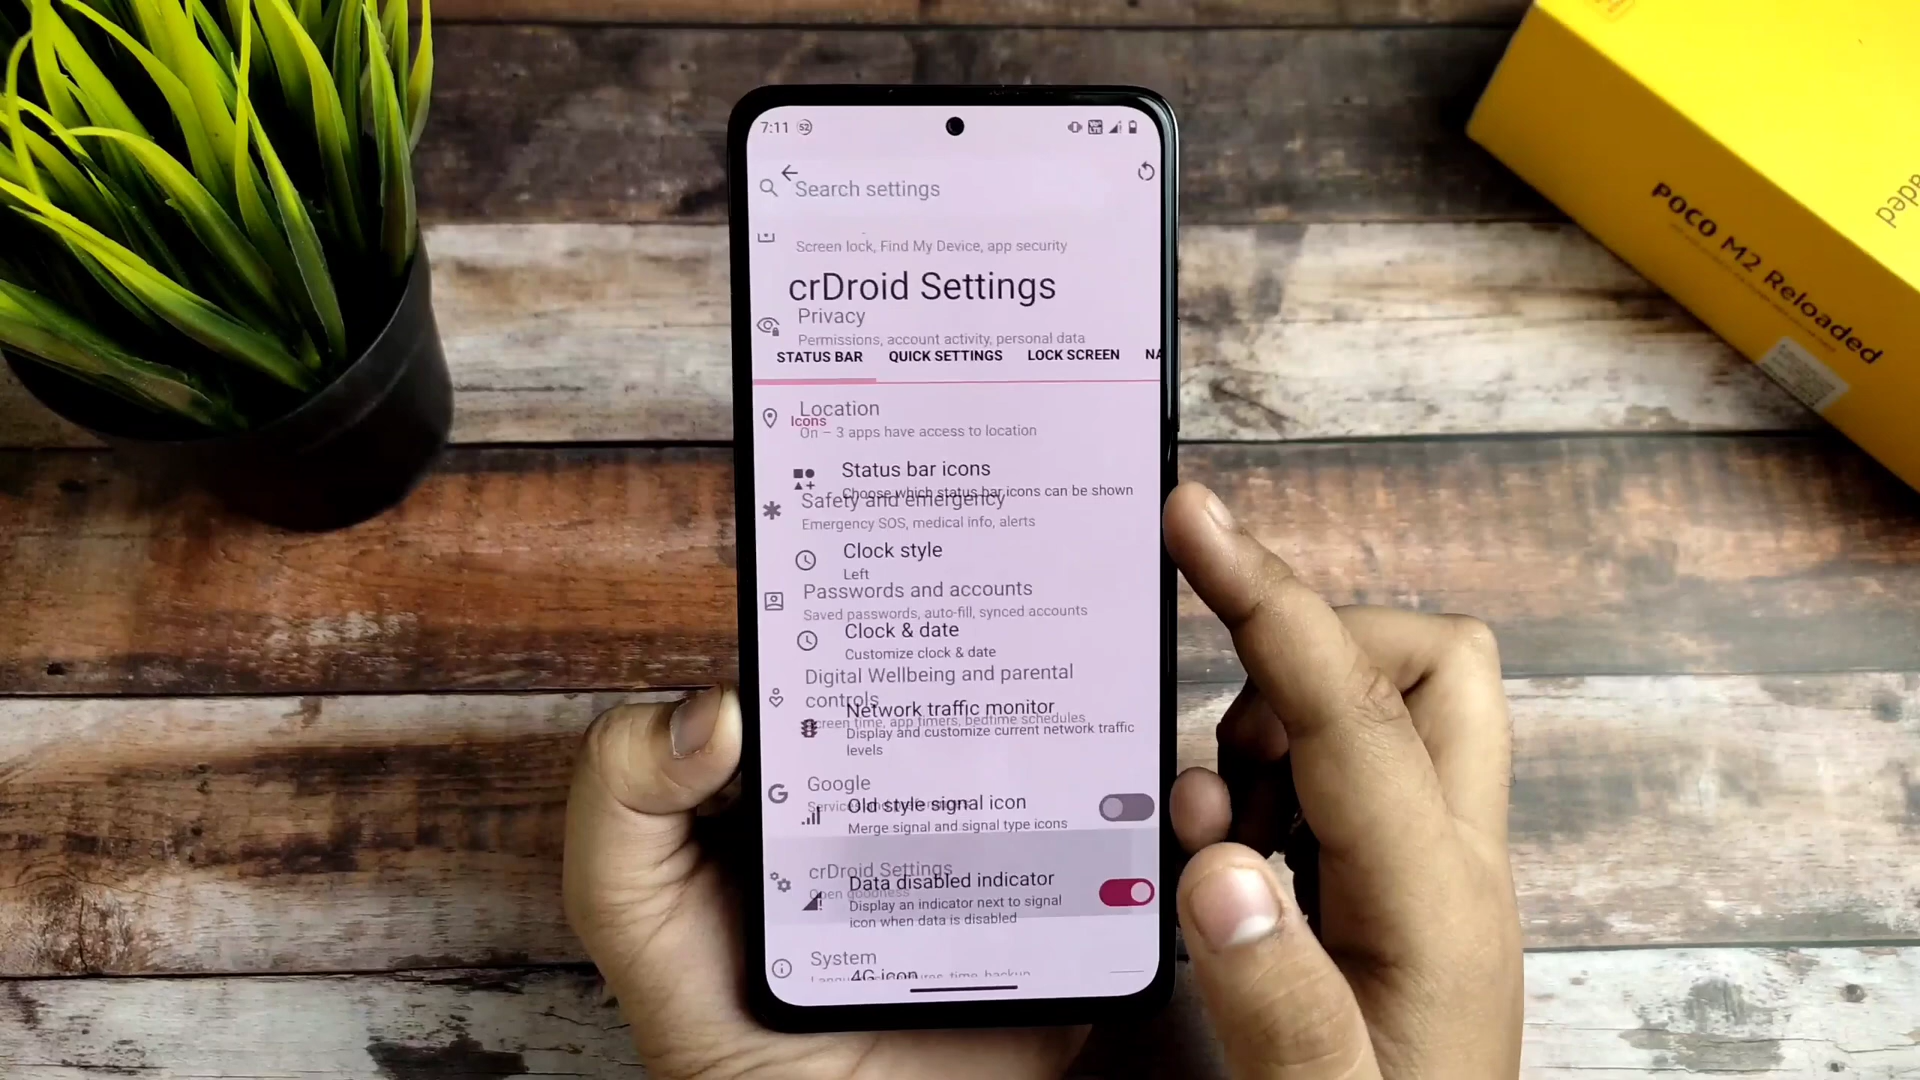 7:11 52
Search settings
Screen lock, Find My Device, app security
crDroid Settings
Privacy
Permissions, account activity, personal data
STATUS BAR QUICK SETTINGS LOCK SCREEN NA
Location
Icons
On – 3 apps have access to location
Status bar icons
Choose which status bar icons can be shown
Safety and emergency
Emergency SOS, medical info, alerts
Clock style
Left
Passwords and accounts
Saved passwords, auto-fill, synced accounts
Clock & date
Customize clock & date
Digital Wellbeing and parental
controls
Network traffic monitor
Screen time, app timers, bedtime schedules
Display and customize current network traffic
levels
Google
Old style signal icon
Merge signal and signal type icons
crDroid Settings
Data disabled indicator
Open goodness
Display an indicator next to signal
icon when data is disabled
System
4G icon
POCO M2 Reloaded